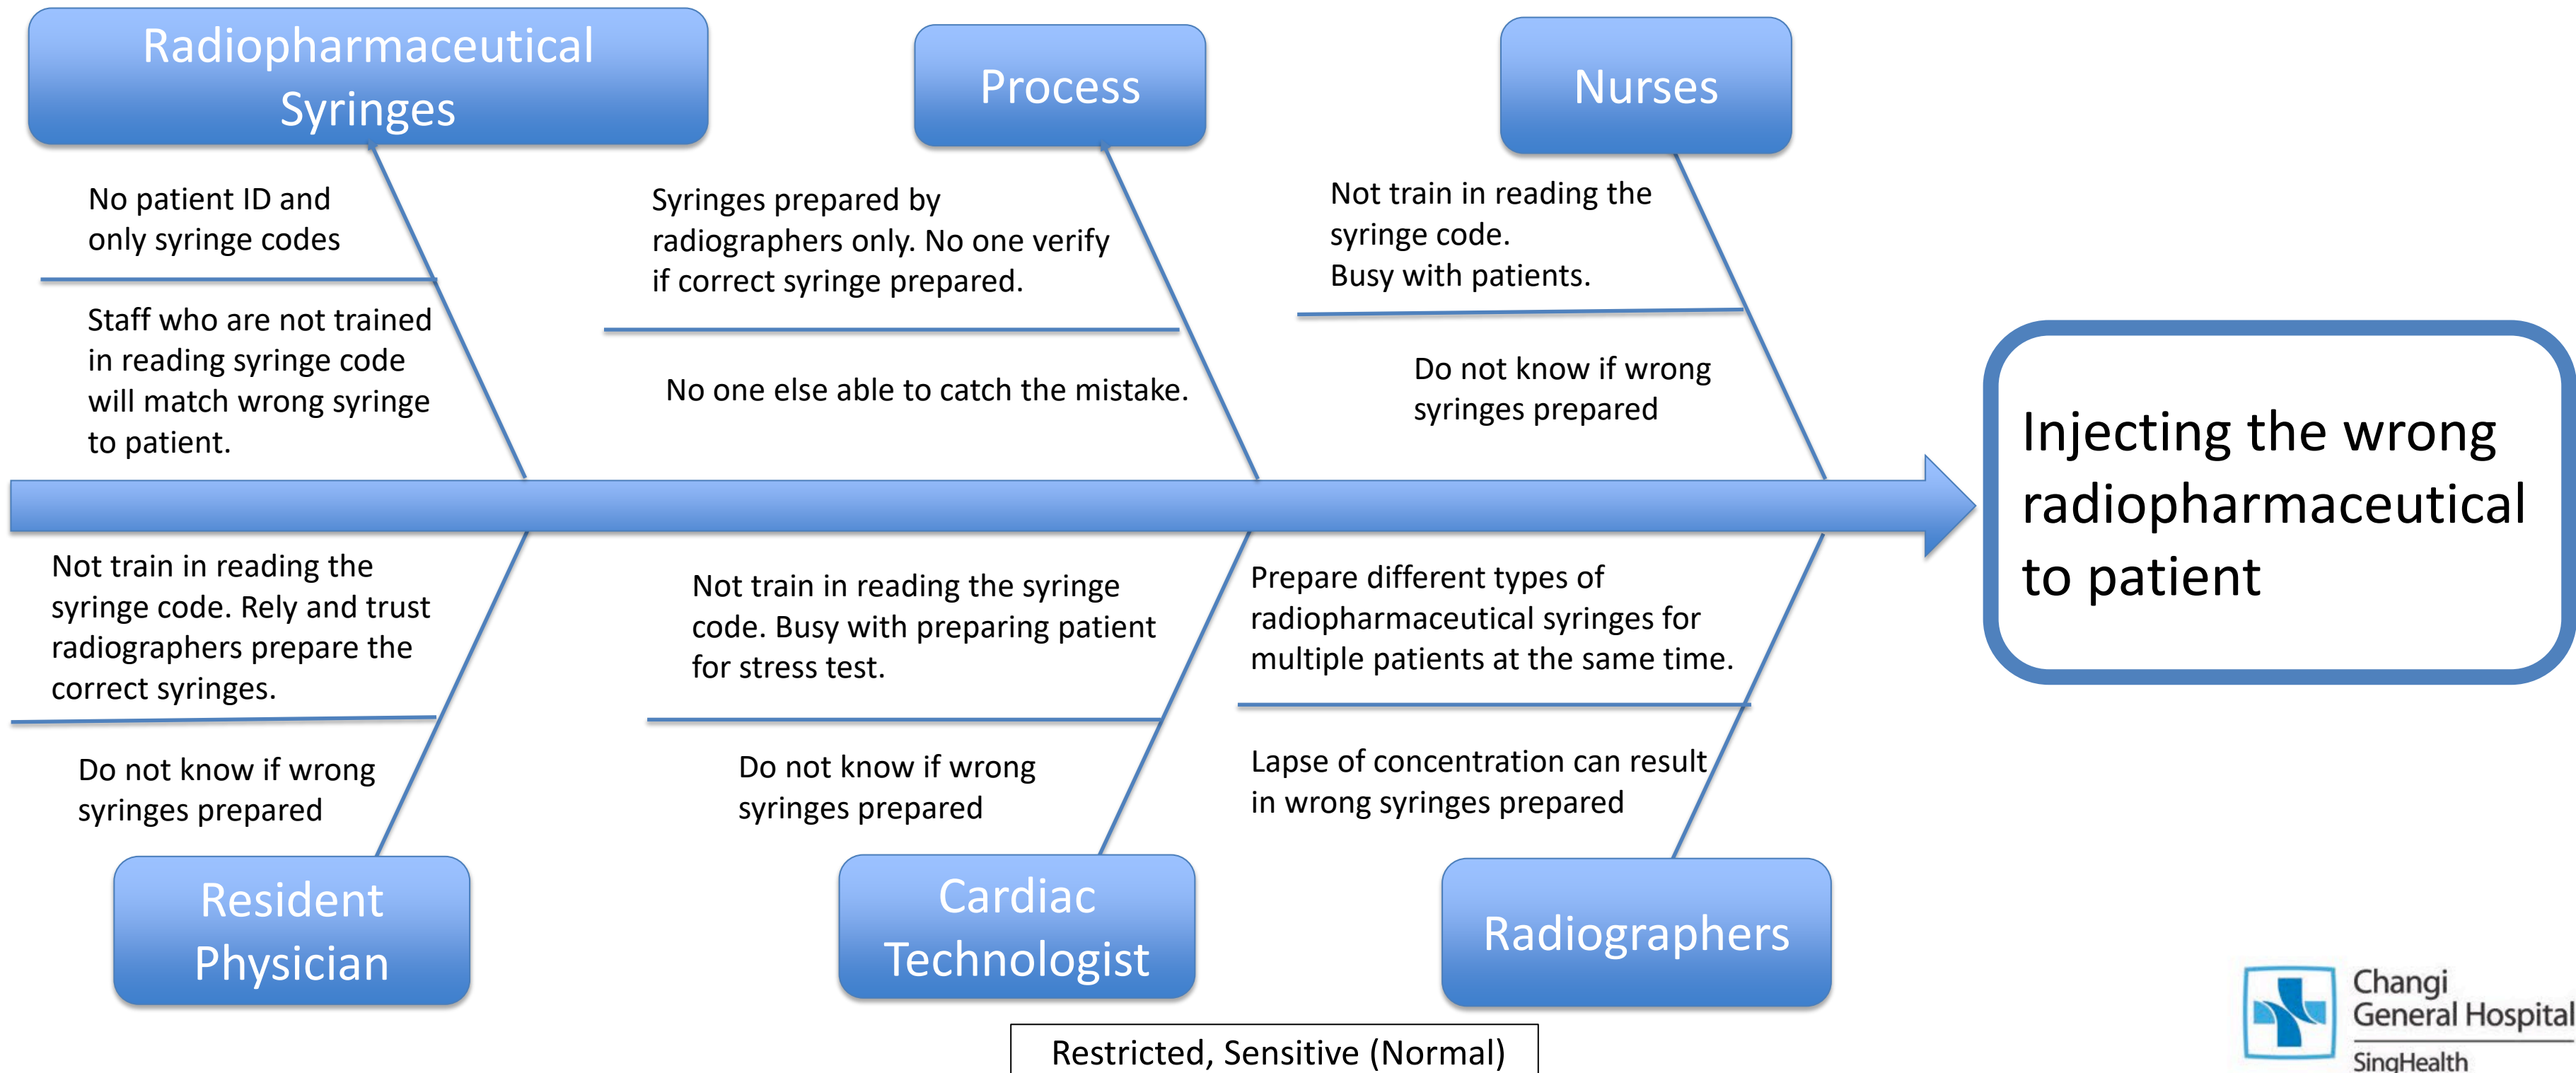 Radiopharmaceutical
Syringes
Process
Nurses
No patient ID and
only syringe codes
Staff who are not trained
in reading syringe code
will match wrong syringe
to patient.
Syringes prepared by
radiographers only. No one verify
if correct syringe prepared.
No one else able to catch the mistake.
Not train in reading the
syringe code.
Busy with patients.
Do not know if wrong
syringes prepared
Injecting the wrong
radiopharmaceutical
to patient
Not train in reading the
syringe code. Rely and trust
radiographers prepare the
correct syringes.
Do not know if wrong
syringes prepared
Not train in reading the syringe
code. Busy with preparing patient
for stress test.
Do not know if wrong
syringes prepared
Prepare different types of
radiopharmaceutical syringes for
multiple patients at the same time.
Lapse of concentration can result
in wrong syringes prepared
Resident
Physician
Cardiac
Technologist
Radiographers
Restricted, Sensitive (Normal)
Changi
General Hospital
SingHealth